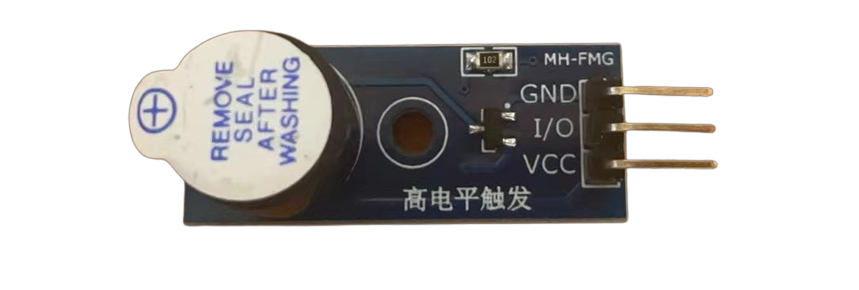 REMOVE
SEAL
AFTER
WASHING
102
MH-FMG
GND
I/O
VCC
高电平触发